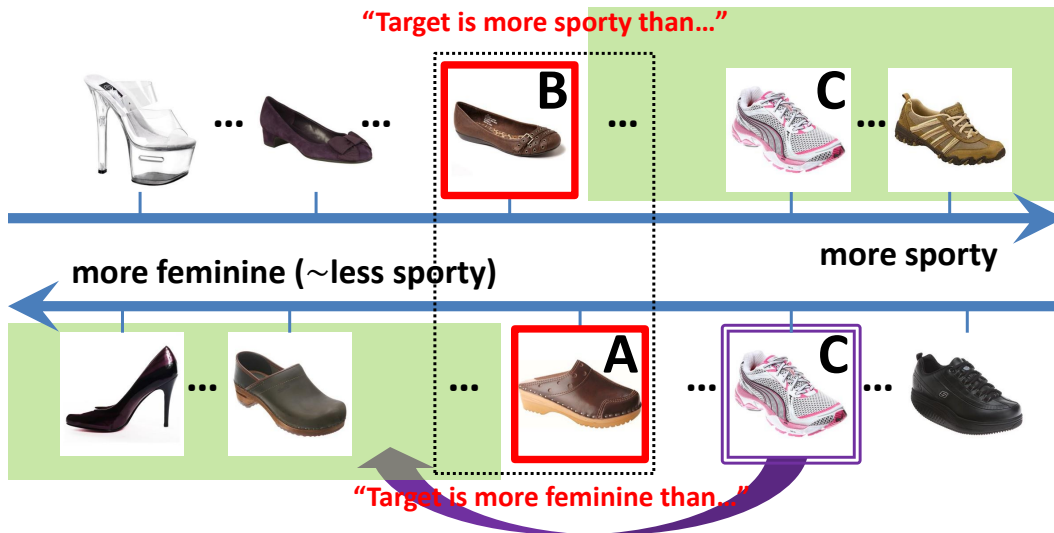 “Target is more sporty than…”
B
C
...
...
...
...
more sporty
more feminine (~less sporty)
A
C
...
...
...
...
“Target is more feminine than…”